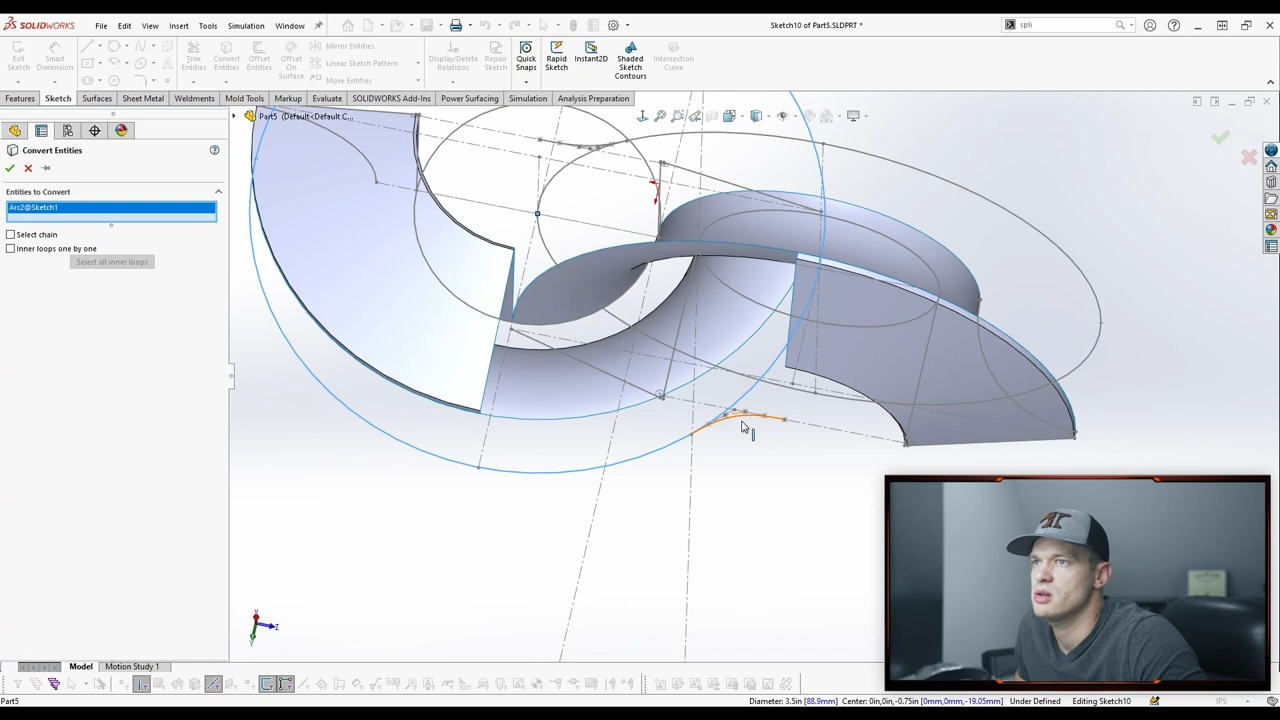 SOLIDWORKS File Edit View Insert Tools Simulation Window Sketch10 of Part5.SLDPRT * spli
Exit Sketch Smart Dimension Trim Entities Convert Entities Offset Entities Offset On Surface Mirror Entities Linear Sketch Pattern Move Entities Display/Delete Relations Repair Sketch Quick Snaps Rapid Sketch Instant2D Shaded Sketch Contours Intersection Curve
Features Sketch Surfaces Sheet Metal Weldments Mold Tools Markup Evaluate SOLIDWORKS Add-Ins Power Surfacing Simulation Analysis Preparation
Part5 (Default<Default C...
Convert Entities
Entities to Convert
Arc2@Sketch1
Select chain
Inner loops one by one
Select all inner loops
Y
Z
Model Motion Study 1
Part5 Diameter: 3.5in [88.9mm] Center: 0in,0in,-0.75in [0mm,0mm,-19.05mm] Under Defined Editing Sketch10 IPS